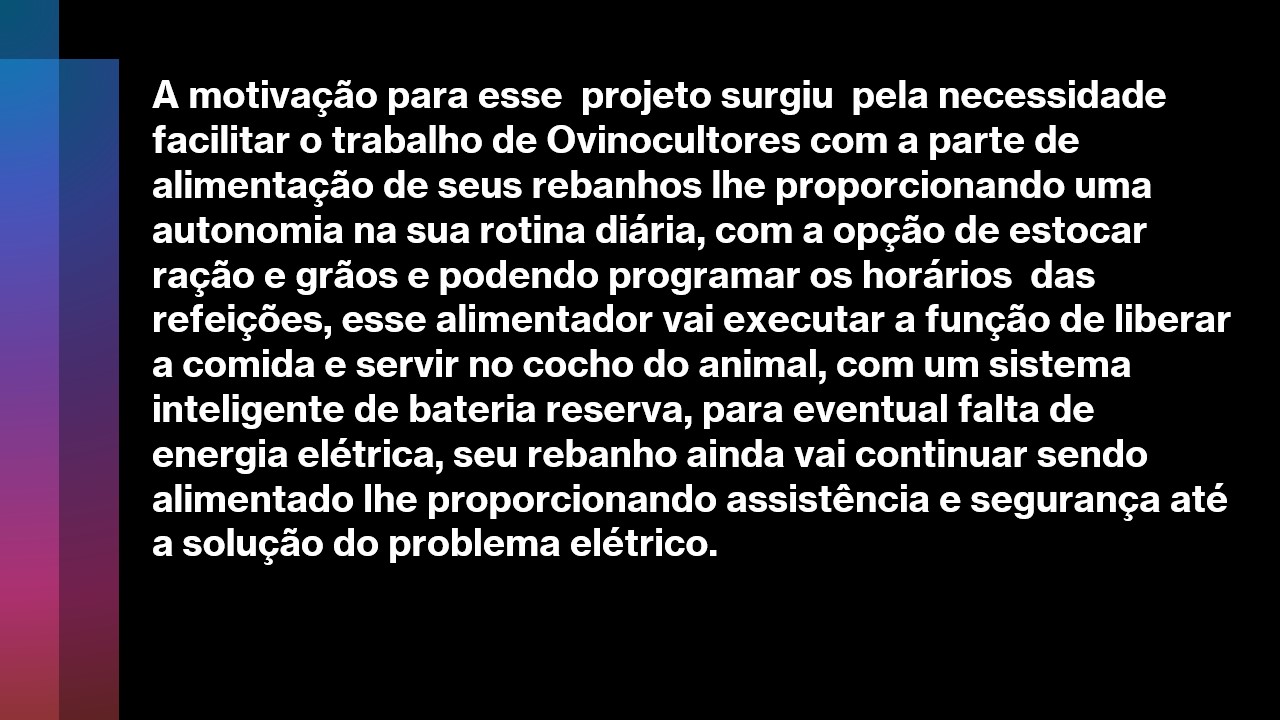 A motivação para esse  projeto surgiu  pela necessidade
facilitar o trabalho de Ovinocultores com a parte de
alimentação de seus rebanhos lhe proporcionando uma
autonomia na sua rotina diária, com a opção de estocar
ração e grãos e podendo programar os horários  das
refeições, esse alimentador vai executar a função de liberar
a comida e servir no cocho do animal, com um sistema
inteligente de bateria reserva, para eventual falta de
energia elétrica, seu rebanho ainda vai continuar sendo
alimentado lhe proporcionando assistência e segurança até
a solução do problema elétrico.